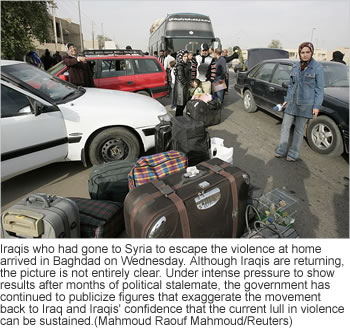 Iraqis who had gone to Syria to escape the violence at home
arrived in Baghdad on Wednesday. Although Iraqis are returning,
the picture is not entirely clear. Under intense pressure to show
results after months of political stalemate, the government has
continued to publicize figures that exaggerate the movement
back to Iraq and Iraqis' confidence that the current lull in violence
can be sustained.(Mahmoud Raouf Mahmoud/Reuters)